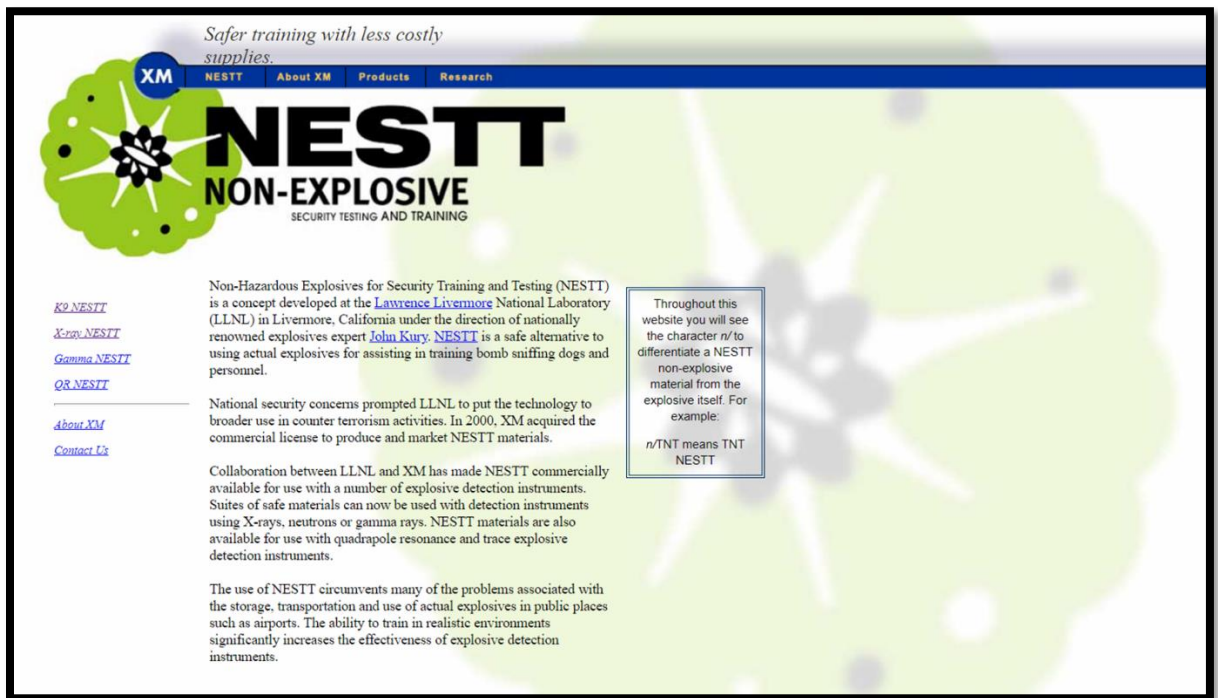 Safer training with less costly
supplies.
XM
NESTT About XM Products Research
NESTT
NON-EXPLOSIVE
SECURITY TESTING AND TRAINING
K9 NESTT
X-ray NESTT
Gamma NESTT
QR NESTT
About XM
Contact Us
Non-Hazardous Explosives for Security Training and Testing (NESTT)
is a concept developed at the Lawrence Livermore National Laboratory
(LLNL) in Livermore, California under the direction of nationally
renowned explosives expert John Kury. NESTT is a safe alternative to
using actual explosives for assisting in training bomb sniffing dogs and
personnel.
National security concerns prompted LLNL to put the technology to
broader use in counter terrorism activities. In 2000, XM acquired the
commercial license to produce and market NESTT materials.
Collaboration between LLNL and XM has made NESTT commercially
available for use with a number of explosive detection instruments.
Suites of safe materials can now be used with detection instruments
using X-rays, neutrons or gamma rays. NESTT materials are also
available for use with quadrapole resonance and trace explosive
detection instruments.
The use of NESTT circumvents many of the problems associated with
the storage, transportation and use of actual explosives in public places
such as airports. The ability to train in realistic environments
significantly increases the effectiveness of explosive detection
instruments.
Throughout this
website you will see
the character n/ to
differentiate a NESTT
non-explosive
material from the
explosive itself. For
example:
n/TNT means TNT
NESTT